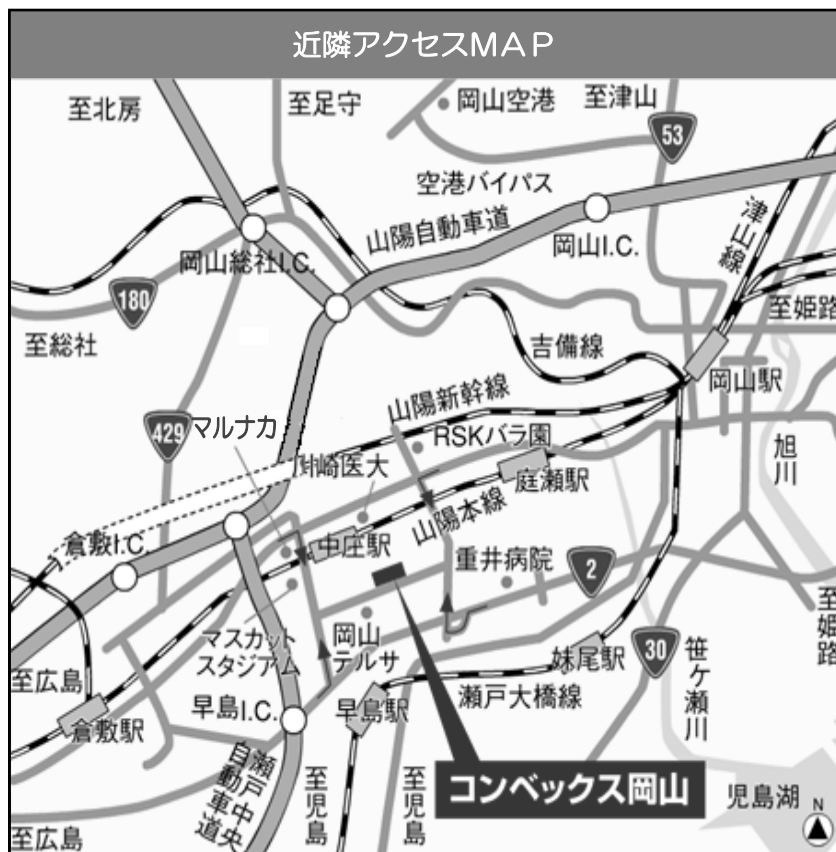 近隣アクセスMAP
至北房
至足守
岡山空港
至津山
53
空港バイパス
津山線
山陽自動車道
岡山I.C.
岡山総社I.C.
180
至総社
至姫路
吉備線
岡山駅
山陽新幹線
429
マルナカ
RSKバラ園
川崎医大
庭瀬駅
旭川
山陽本線
倉敷I.C.
中庄駅
重井病院
2
マスカット
スタジアム
岡山
テルサ
至姫路
30
妹尾駅
笹ヶ瀬川
至広島
倉敷駅
早島I.C.
早島駅
瀬戸大橋線
瀬戸中央
自動車道
至児島
至児島
コンベックス岡山
児島湖
N
至広島